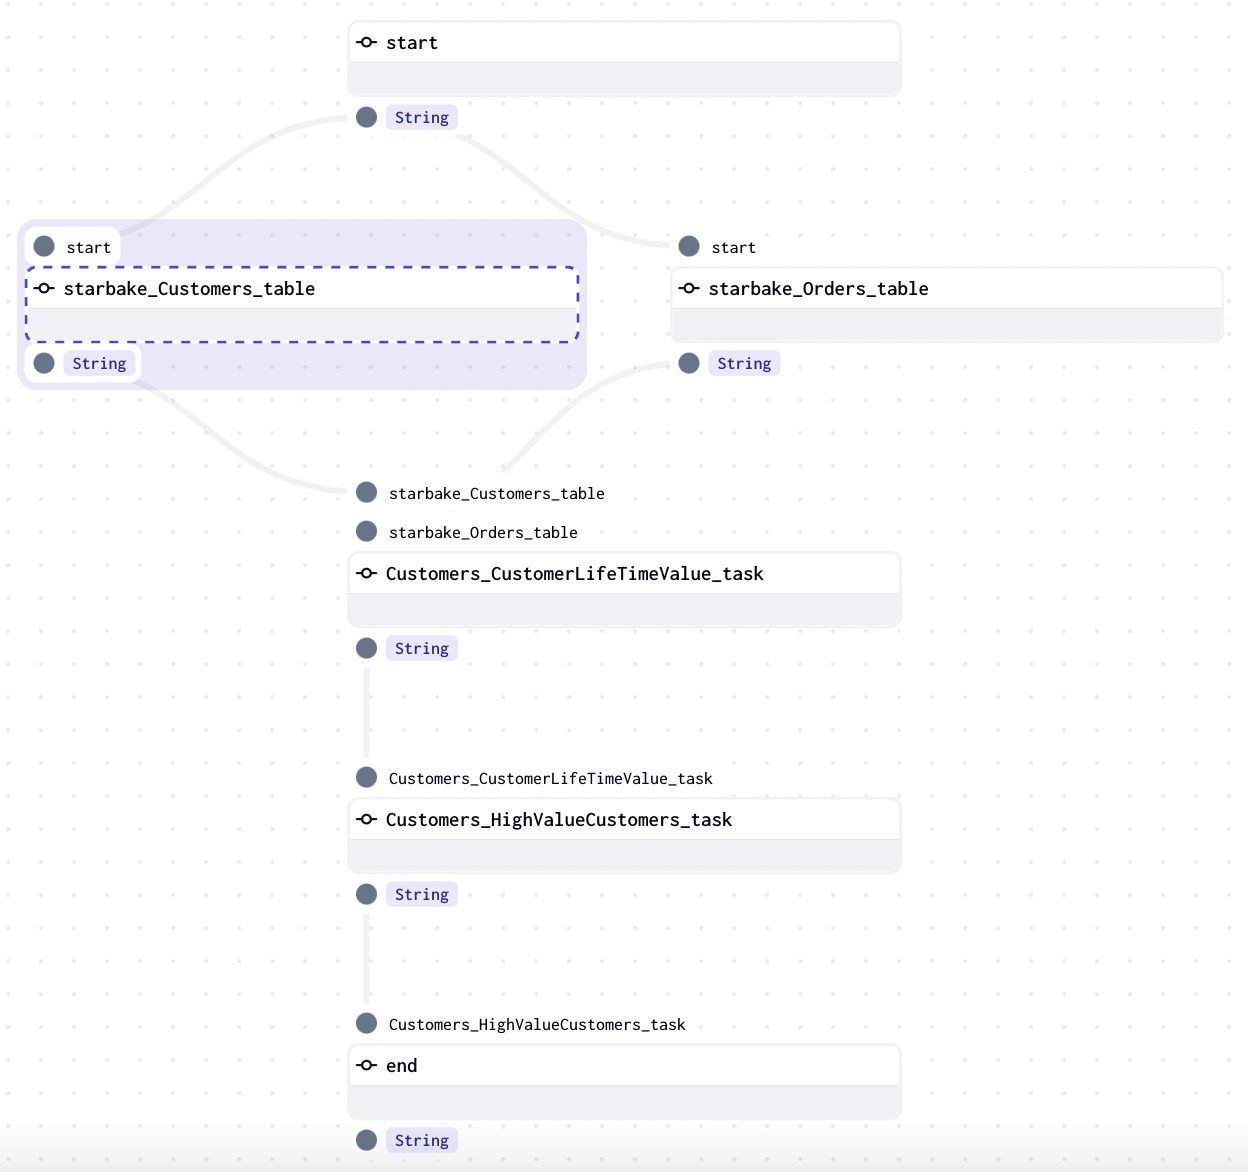 start
String
start
starbake_Customers_table
String
start
starbake_Orders_table
String
starbake_Customers_table
starbake_Orders_table
Customers_CustomerLifeTimeValue_task
String
Customers_CustomerLifeTimeValue_task
Customers_HighValueCustomers_task
String
Customers_HighValueCustomers_task
end
String